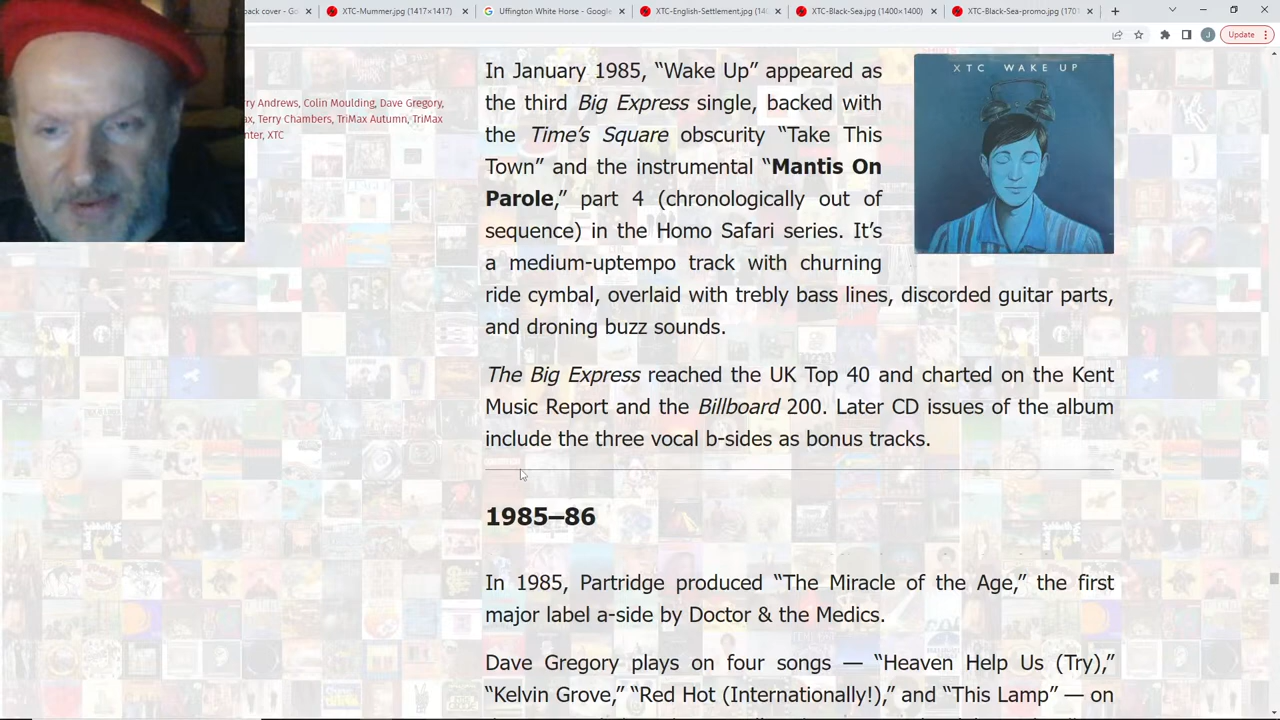 back cover - Go
XTC-Mummer.jpg (1417×1417)
Uffington White Horse - Google
XTC-English-Settlement.jpg (14
XTC-Black-Sea.jpg (1400×1400)
XTC-Black-Sea-promo.jpg (1701
J
Update
Andrews, Colin Moulding, Dave Gregory,
Terry Chambers, TriMax Autumn, TriMax
XTC
In January 1985, “Wake Up” appeared as
the third Big Express single, backed with
the Time’s Square obscurity “Take This
Town” and the instrumental “Mantis On
Parole,” part 4 (chronologically out of
sequence) in the Homo Safari series. It’s
a medium-uptempo track with churning
ride cymbal, overlaid with trebly bass lines, discorded guitar parts,
and droning buzz sounds.
XTC WAKE UP
The Big Express reached the UK Top 40 and charted on the Kent
Music Report and the Billboard 200. Later CD issues of the album
include the three vocal b-sides as bonus tracks.
1985–86
In 1985, Partridge produced “The Miracle of the Age,” the first
major label a-side by Doctor & the Medics.
Dave Gregory plays on four songs — “Heaven Help Us (Try),”
“Kelvin Grove,” “Red Hot (Internationally!),” and “This Lamp” — on